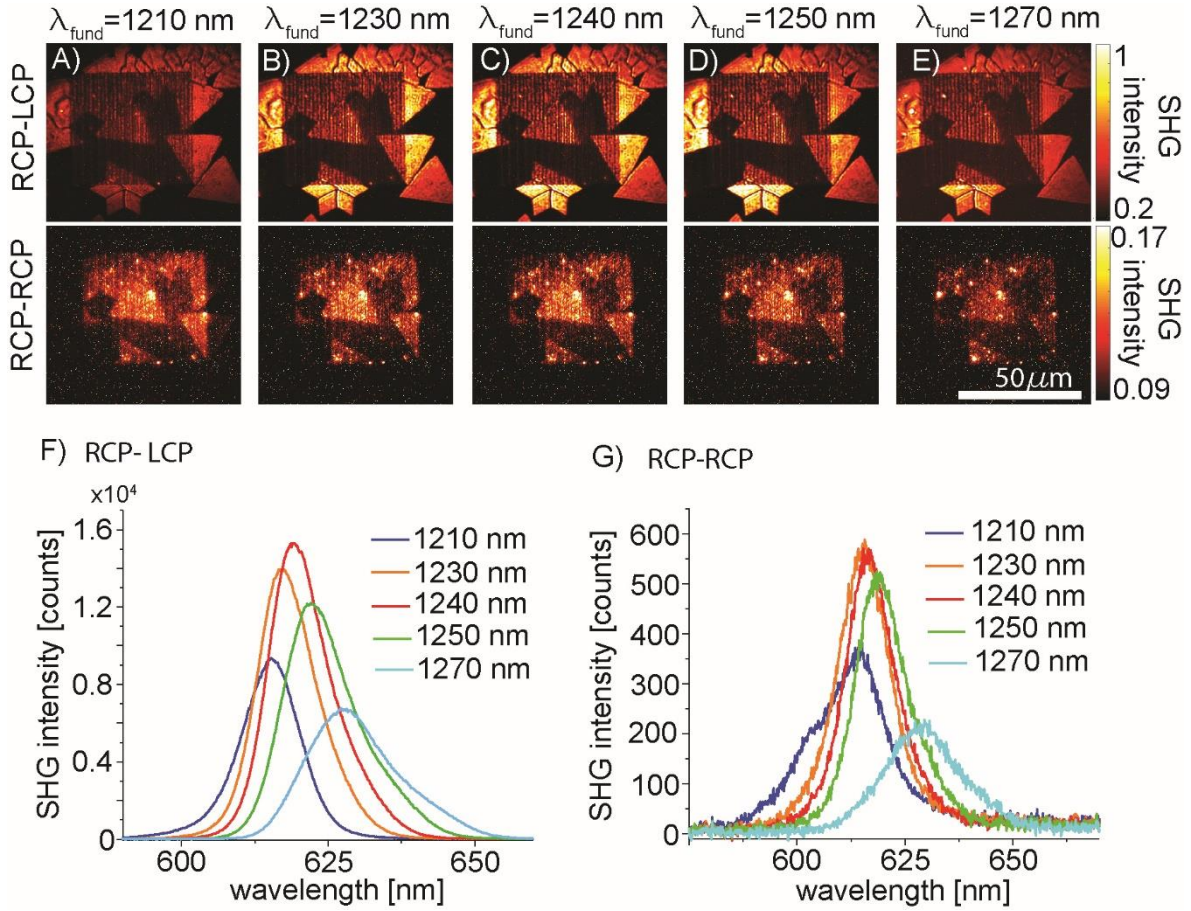 λfund=1210 nm
λfund=1230 nm
λfund=1240 nm
λfund=1250 nm
λfund=1270 nm
RCP-LCP
A)
B)
C)
D)
E)
1
SHG
intensity
0.2
RCP-RCP
0.17
SHG
intensity
0.09
50μm
F) RCP- LCP
x10⁴
1.6
1.2
0.8
0.4
0
SHG intensity [counts]
1210 nm
1230 nm
1240 nm
1250 nm
1270 nm
600
625
650
wavelength [nm]
G) RCP-RCP
600
500
400
300
200
100
0
SHG intensity [counts]
1210 nm
1230 nm
1240 nm
1250 nm
1270 nm
600
625
650
wavelength [nm]